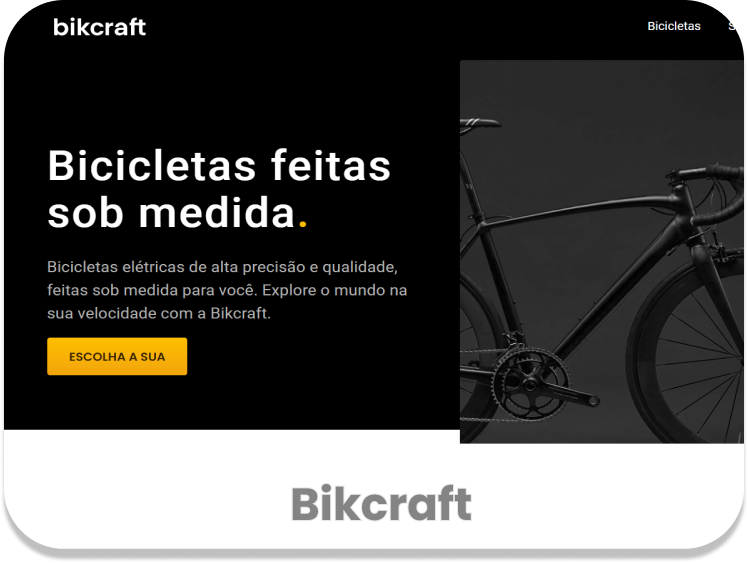 bikcraft
Bicicletas
Bicicletas feitas
sob medida.
Bicicletas elétricas de alta precisão e qualidade,
feitas sob medida para você. Explore o mundo na
sua velocidade com a Bikcraft.
ESCOLHA A SUA
Bikcraft